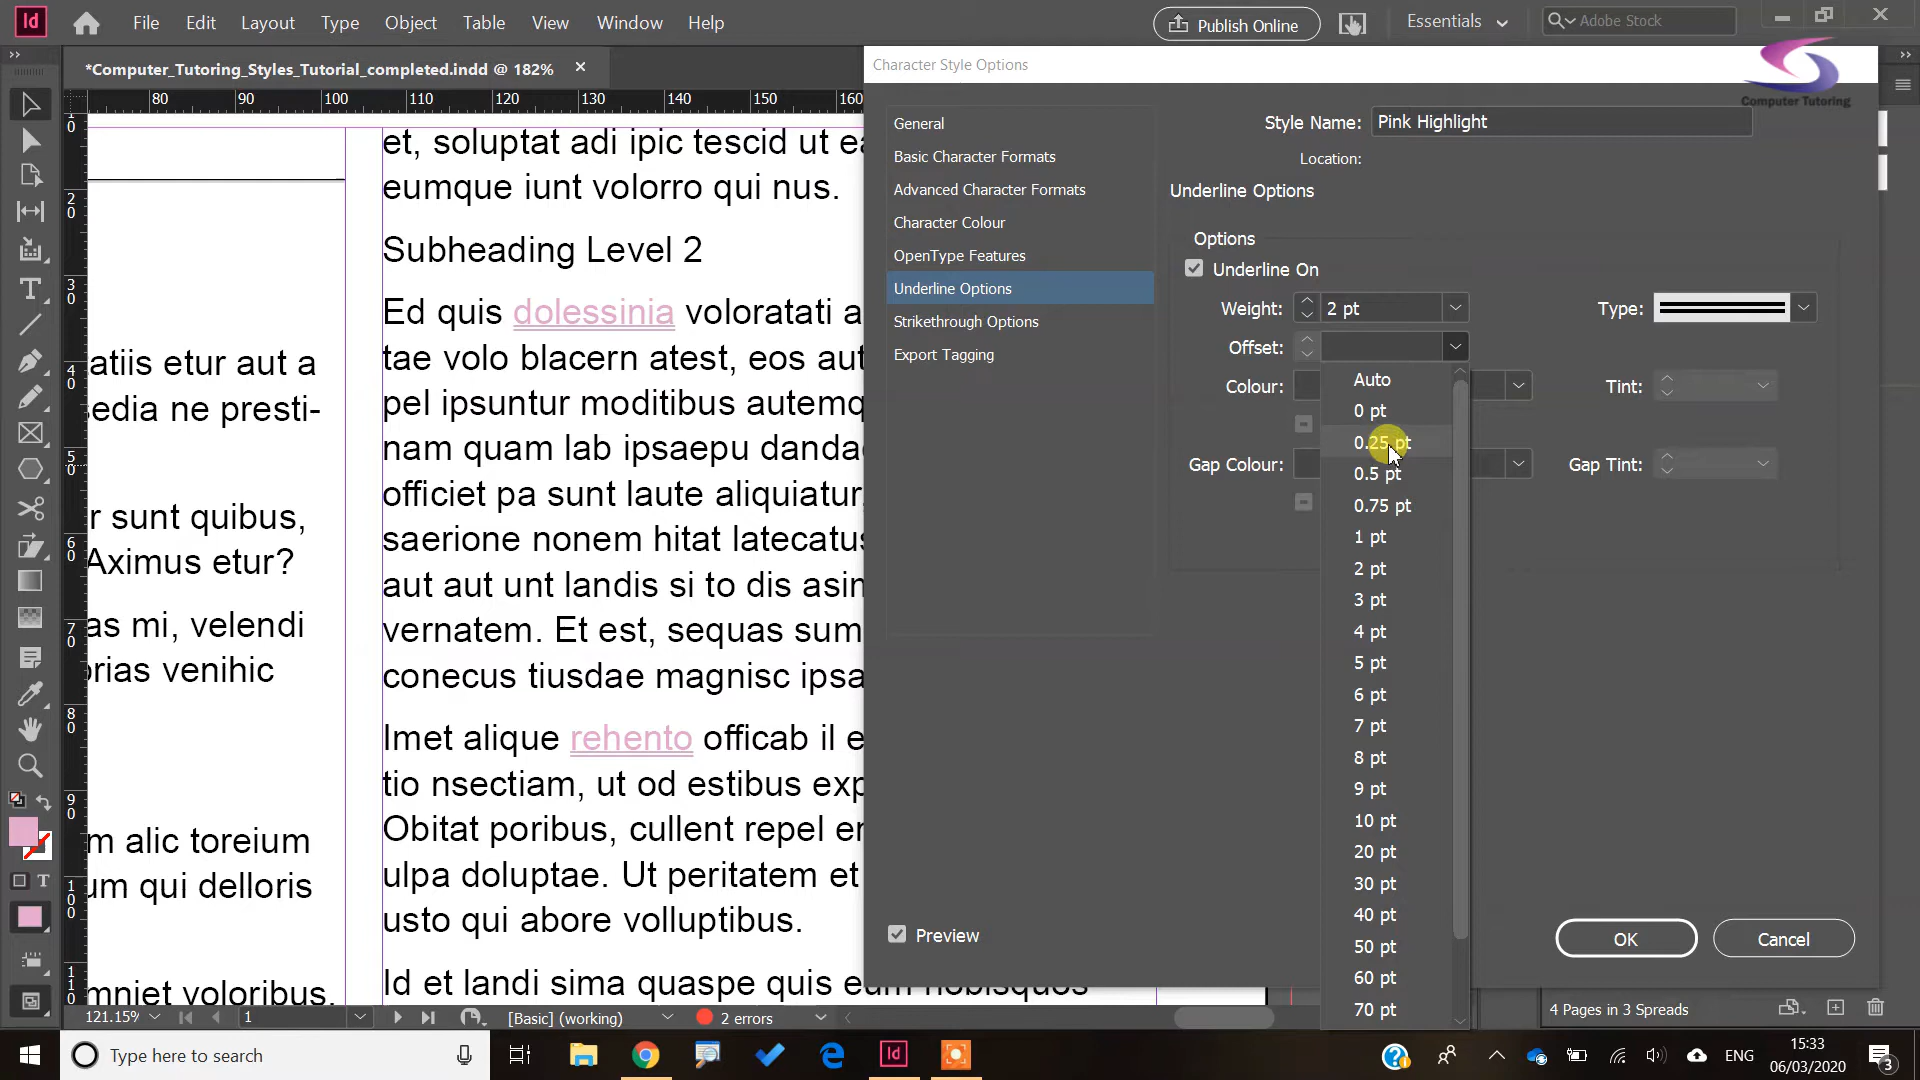 Id
File Edit Layout Type Object Table View Window Help
Publish Online
Essentials
Adobe Stock
*Computer_Tutoring_Styles_Tutorial_completed.indd @ 182%
80 90 100 110 120 130 140 150 160
et, soluptat adi ipic tescid ut ea
eumque iunt volorro qui nus.
Subheading Level 2
Ed quis dolessinia voloratati a
tae volo blacern atest, eos aut
pel ipsuntur moditibus autemq
nam quam lab ipsaepu dandae
officiet pa sunt laute aliquiatur,
saerione nonem hitat latecatus
aut aut unt landis si to dis asin
vernatem. Et est, sequas sum
conecus tiusdae magnisc ipsa
Imet alique rehento officab il e
tio nsectiam, ut od estibus exp
Obitat poribus, cullent repel er
ulpa doluptae. Ut peritatem et
usto qui abore volluptibus.
Id et landi sima quaspe quis eum nobisquos
atiis etur aut a
sedia ne presti-
r sunt quibus,
Aximus etur?
as mi, velendi
orias venihic
m alic toreium
um qui delloris
mniet voloribus.
Character Style Options
Computer Tutoring
General
Basic Character Formats
Advanced Character Formats
Character Colour
OpenType Features
Underline Options
Strikethrough Options
Export Tagging
Style Name: Pink Highlight
Location:
Underline Options
Options
Underline On
Weight: 2 pt
Type:
Offset:
Colour:
Tint:
Gap Colour:
Gap Tint:
Auto
0 pt
0.25 pt
0.5 pt
0.75 pt
1 pt
2 pt
3 pt
4 pt
5 pt
6 pt
7 pt
8 pt
9 pt
10 pt
20 pt
30 pt
40 pt
50 pt
60 pt
70 pt
Preview
OK
Cancel
121.15%
1
[Basic] (working)
2 errors
4 Pages in 3 Spreads
Type here to search
Id
ENG
15:33
06/03/2020
3